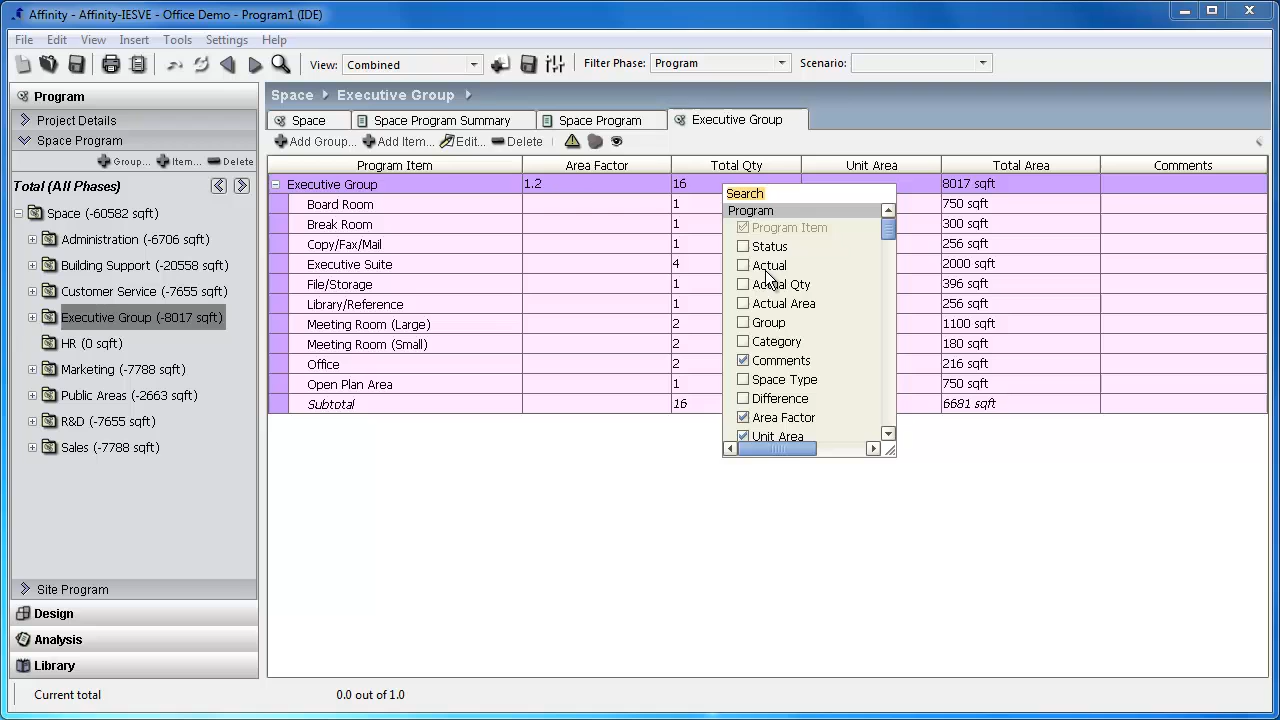 Affinity - Affinity-IESVE - Office Demo - Program1 (IDE)
File Edit View Insert Tools Settings Help
View: Combined Filter Phase: Program Scenario:
Program
Project Details
Space Program
Group... Item... Delete
Total (All Phases)
Space (-60582 sqft)
Administration (-6706 sqft)
Building Support (-20558 sqft)
Customer Service (-7655 sqft)
Executive Group (-8017 sqft)
HR (0 sqft)
Marketing (-7788 sqft)
Public Areas (-2663 sqft)
R&D (-7655 sqft)
Sales (-7788 sqft)
Site Program
Design
Analysis
Library
Space Executive Group
Space Space Program Summary Space Program Executive Group
Add Group... Add Item... Edit... Delete
Program Item Area Factor Total Qty Unit Area Total Area Comments
Executive Group 1.2 16 8017 sqft
Board Room 1 750 sqft
Break Room 1 300 sqft
Copy/Fax/Mail 1 256 sqft
Executive Suite 4 2000 sqft
File/Storage 1 396 sqft
Library/Reference 1 256 sqft
Meeting Room (Large) 2 1100 sqft
Meeting Room (Small) 2 180 sqft
Office 2 216 sqft
Open Plan Area 1 750 sqft
Subtotal 16 6681 sqft
Search
Program
Program Item
Status
Actual
Actual Qty
Actual Area
Group
Category
Comments
Space Type
Difference
Area Factor
Unit Area
Current total 0.0 out of 1.0